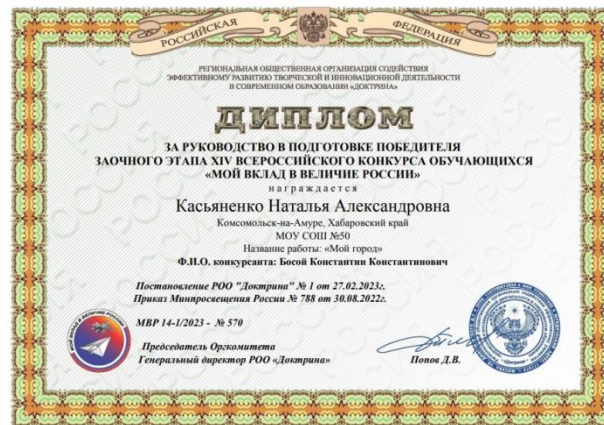 РОССИЙСКАЯ ФЕДЕРАЦИЯ
РЕГИОНАЛЬНАЯ ОБЩЕСТВЕННАЯ ОРГАНИЗАЦИЯ СОДЕЙСТВИЯ
ЭФФЕКТИВНОМУ РАЗВИТИЮ ТВОРЧЕСКОЙ И ИННОВАЦИОННОЙ ДЕЯТЕЛЬНОСТИ
В СОВРЕМЕННОМ ОБРАЗОВАНИИ «ДОКТРИНА»
ДИПЛОМ
ЗА РУКОВОДСТВО В ПОДГОТОВКЕ ПОБЕДИТЕЛЯ
ЗАОЧНОГО ЭТАПА XIV ВСЕРОССИЙСКОГО КОНКУРСА ОБУЧАЮЩИХСЯ
«МОЙ ВКЛАД В ВЕЛИЧИЕ РОССИИ»
награждается
Касьяненко Наталья Александровна
Комсомольск-на-Амуре, Хабаровский край
МОУ СОШ №50
Название работы: «Мой город»
Ф.И.О. конкурсанта: Босой Константин Константинович
Постановление РОО "Доктрина" № 1 от 27.02.2023г.
Приказ Минпросвещения России № 788 от 30.08.2022г.
МВР 14-1/2023 - № 570
Председатель Оргкомитета
Генеральный директор РОО «Доктрина» Попов Д.В.
МОЙ ВКЛАД В ВЕЛИЧИЕ РОССИИ